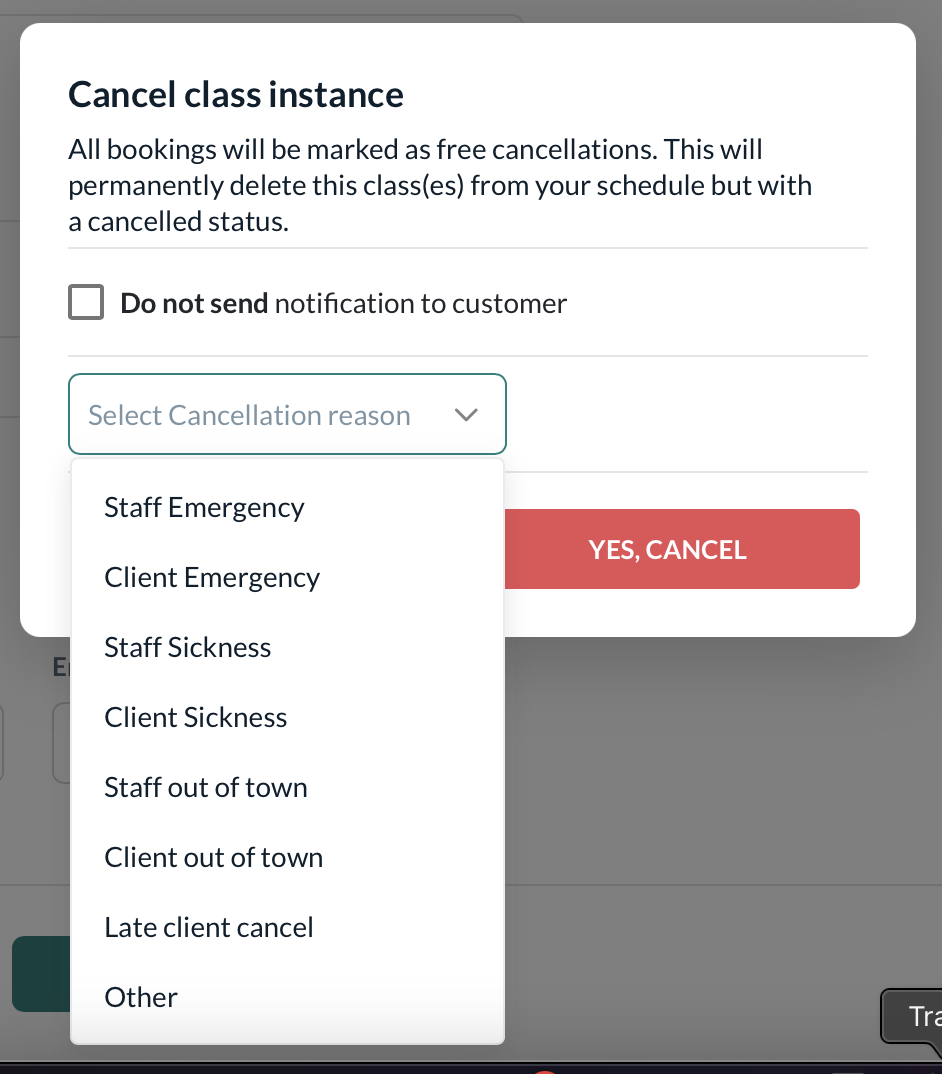 Cancel class instance
All bookings will be marked as free cancellations. This will
permanently delete this class(es) from your schedule but with
a cancelled status.
Do not send notification to customer
Select Cancellation reason
Staff Emergency
YES, CANCEL
Client Emergency
Staff Sickness
Client Sickness
Staff out of town
Client out of town
Late client cancel
Other